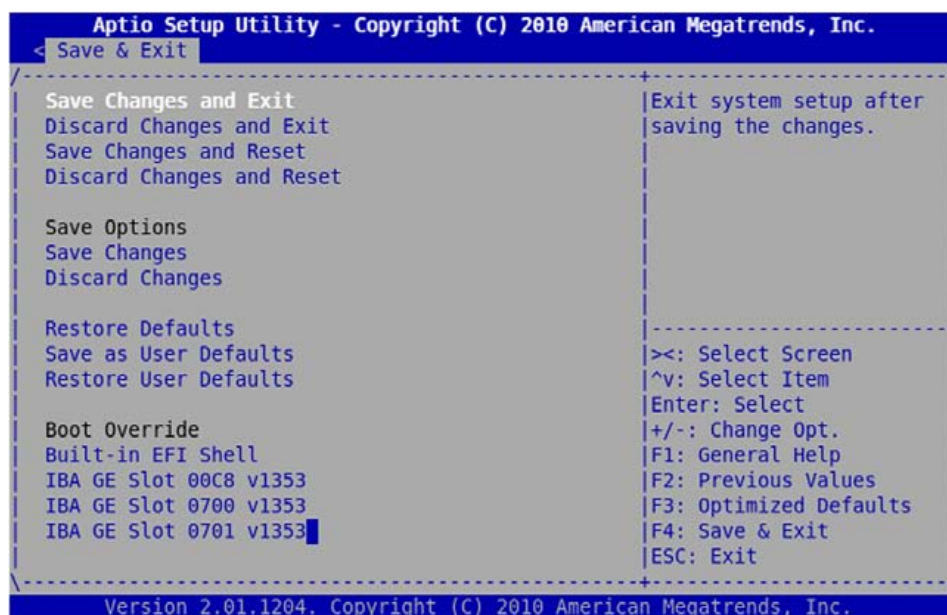 Aptio Setup Utility - Copyright (C) 2010 American Megatrends, Inc.
< Save & Exit
/-----------------------------------------------------+-------------------------
| Save Changes and Exit |Exit system setup after
| Discard Changes and Exit |saving the changes.
| Save Changes and Reset |
| Discard Changes and Reset |
| |
| Save Options |
| Save Changes |
| Discard Changes |
| |
| Restore Defaults |-------------------------
| Save as User Defaults |><: Select Screen
| Restore User Defaults |^v: Select Item
| |Enter: Select
| Boot Override |+/-: Change Opt.
| Built-in EFI Shell |F1: General Help
| IBA GE Slot 00C8 v1353 |F2: Previous Values
| IBA GE Slot 0700 v1353 |F3: Optimized Defaults
| IBA GE Slot 0701 v1353 |F4: Save & Exit
| |ESC: Exit
\-----------------------------------------------------+-------------------------
Version 2.01.1204. Copyright (C) 2010 American Megatrends, Inc.